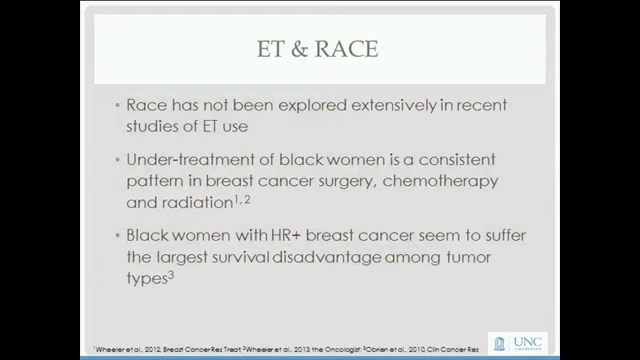 ET & RACE
• Race has not been explored extensively in recent
studies of ET use
• Under-treatment of black women is a consistent
pattern in breast cancer surgery, chemotherapy
and radiation1, 2
• Black women with HR+ breast cancer seem to suffer
the largest survival disadvantage among tumor
types3
1Wheeler et al., 2012, Breast Cancer Res Treat; 2Wheeler et al., 2013, the Oncologist; 3Obrien et al., 2010, Clin Cancer Res
UNC